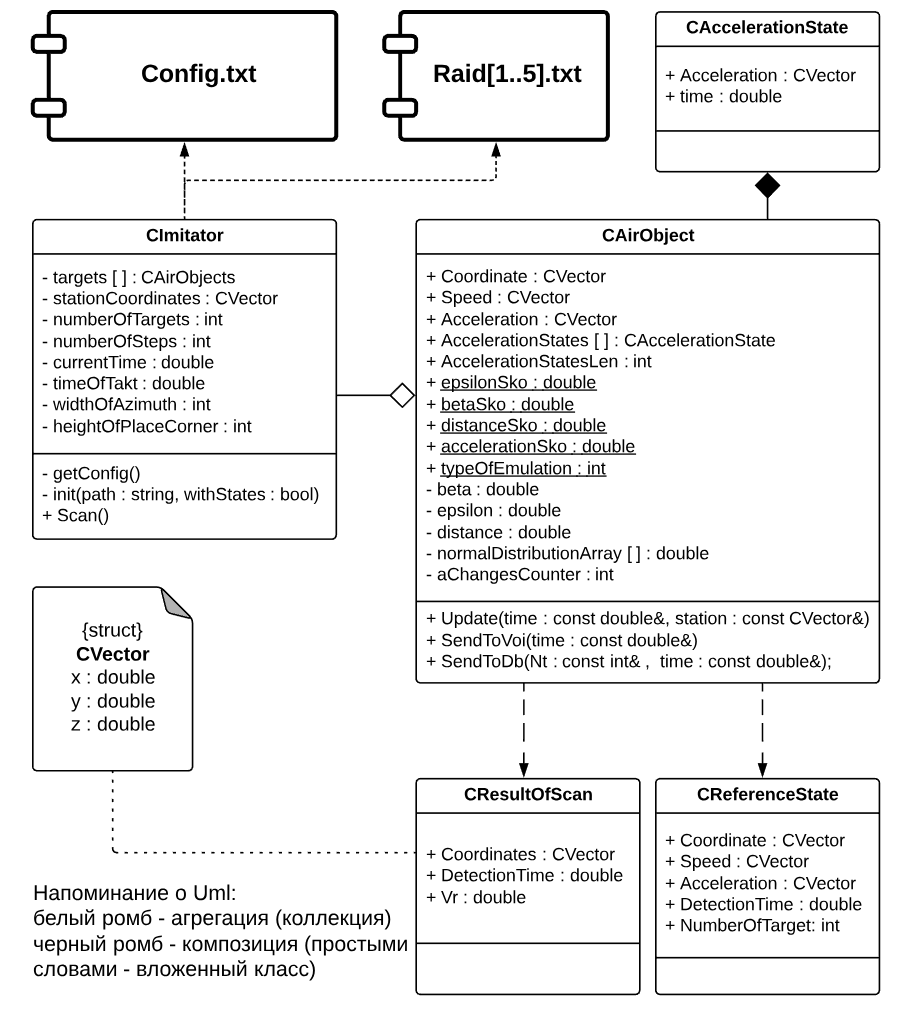 Config.txt
Raid[1..5].txt
CAccelerationState
+ Acceleration : CVector
+ time : double
CImitator
- targets [ ] : CAirObjects
- stationCoordinates : CVector
- numberOfTargets : int
- numberOfSteps : int
- currentTime : double
- timeOfTakt : double
- widthOfAzimuth : int
- heightOfPlaceCorner : int
- getConfig()
- init(path : string, withStates : bool)
+ Scan()
CAirObject
+ Coordinate : CVector
+ Speed : CVector
+ Acceleration : CVector
+ AccelerationStates [ ] : CAccelerationState
+ AccelerationStatesLen : int
+ epsilonSko : double
+ betaSko : double
+ distanceSko : double
+ accelerationSko : double
+ typeOfEmulation : int
- beta : double
- epsilon : double
- distance : double
- normalDistributionArray [ ] : double
- aChangesCounter : int
+ Update(time : const double&, station : const CVector&)
+ SendToVoi(time : const double&)
+ SendToDb(Nt : const int& , time : const double&);
{struct}
CVector
x : double
y : double
z : double
CResultOfScan
+ Coordinates : CVector
+ DetectionTime : double
+ Vr : double
CReferenceState
+ Coordinate : CVector
+ Speed : CVector
+ Acceleration : CVector
+ DetectionTime : double
+ NumberOfTarget: int
Напоминание о Uml:
белый ромб - агрегация (коллекция)
черный ромб - композиция (простыми
словами - вложенный класс)